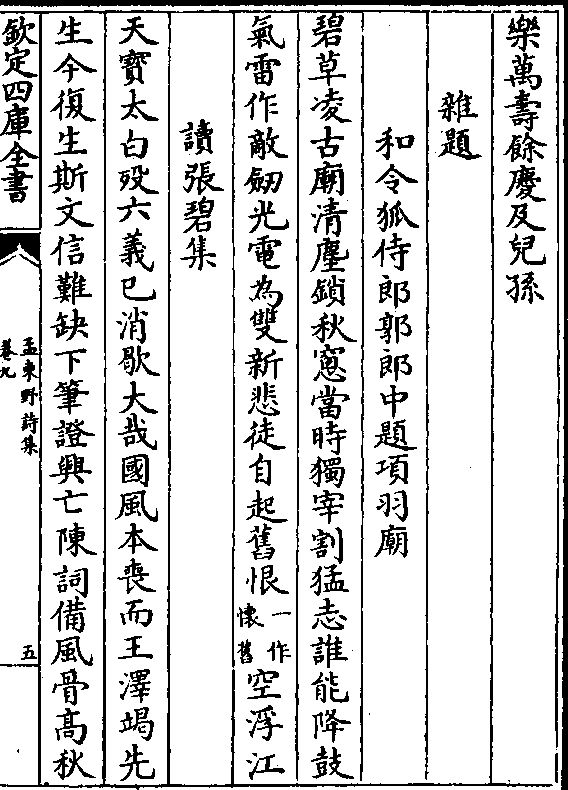 樂萬壽餘慶及兒孫
雜題
和令狐侍郎郭郎中題項羽廟
碧草凌古廟清塵鎖秋窻當時獨宰割猛志誰能降鼓
氣雷作敵劒光電為雙新悲徒自起舊恨一作懷舊空浮江
讀張碧集
天寶太白歿六義已消歇大哉國風本喪而王澤竭先
生今復生斯文信難缺下筆證興亡陳詞備風骨高秋
欽定四庫全書
孟東野詩集
卷九
五